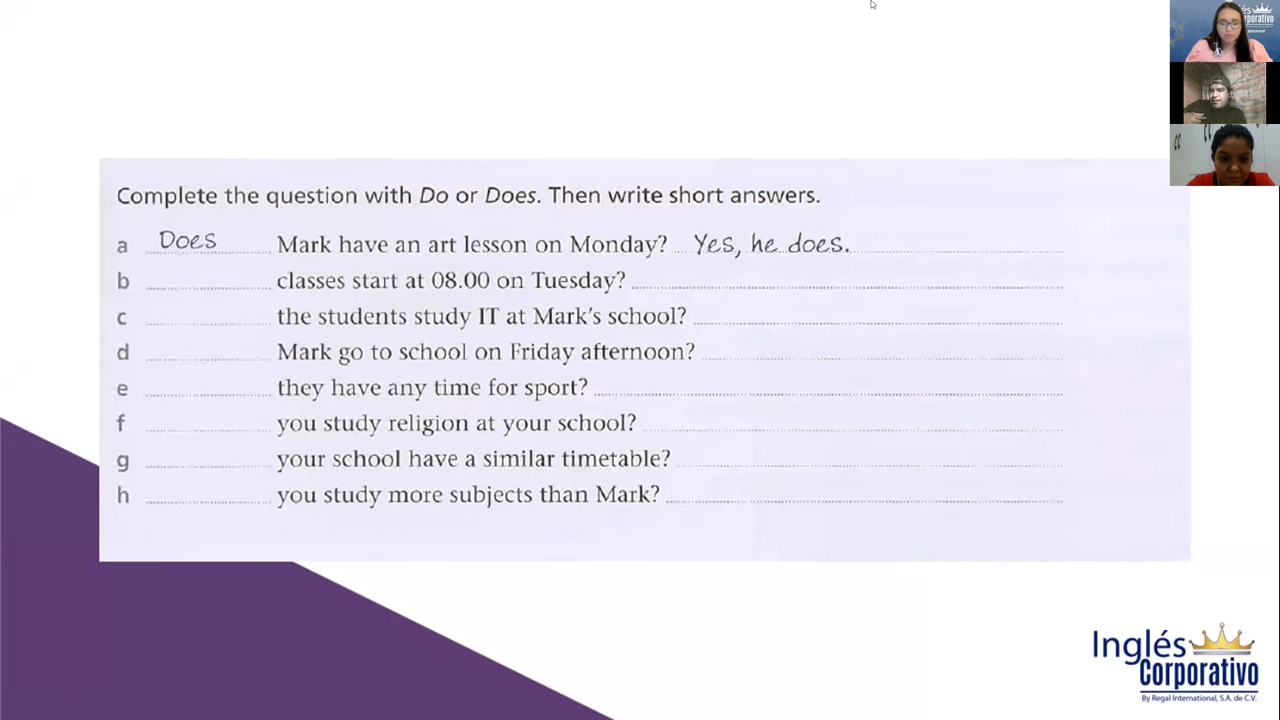 Complete the question with Do or Does. Then write short answers.
a Does Mark have an art lesson on Monday? Yes, he does.
b classes start at 08.00 on Tuesday?
c the students study IT at Mark's school?
d Mark go to school on Friday afternoon?
e they have any time for sport?
f you study religion at your school?
g your school have a similar timetable?
h you study more subjects than Mark?
Inglés
Corporativo
By Regal International, S.A. de C.V.